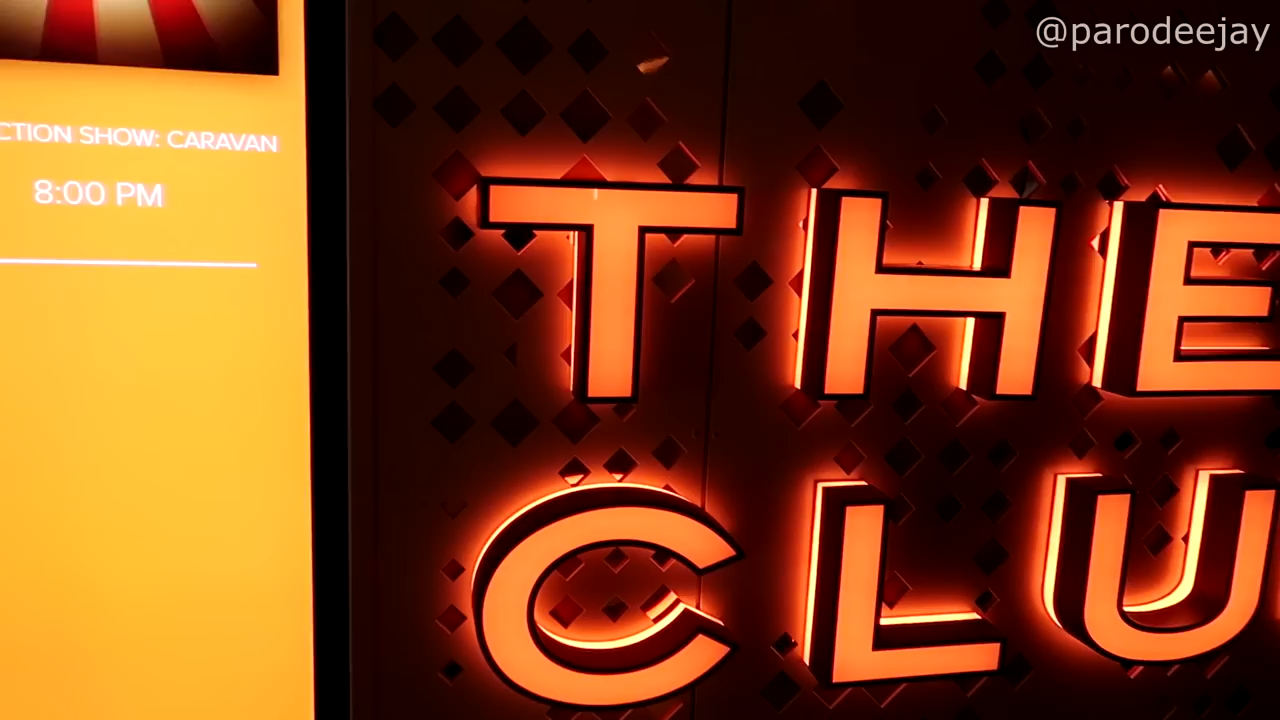 @parodeejay
CTION SHOW: CARAVAN
8:00 PM
THE
CLU